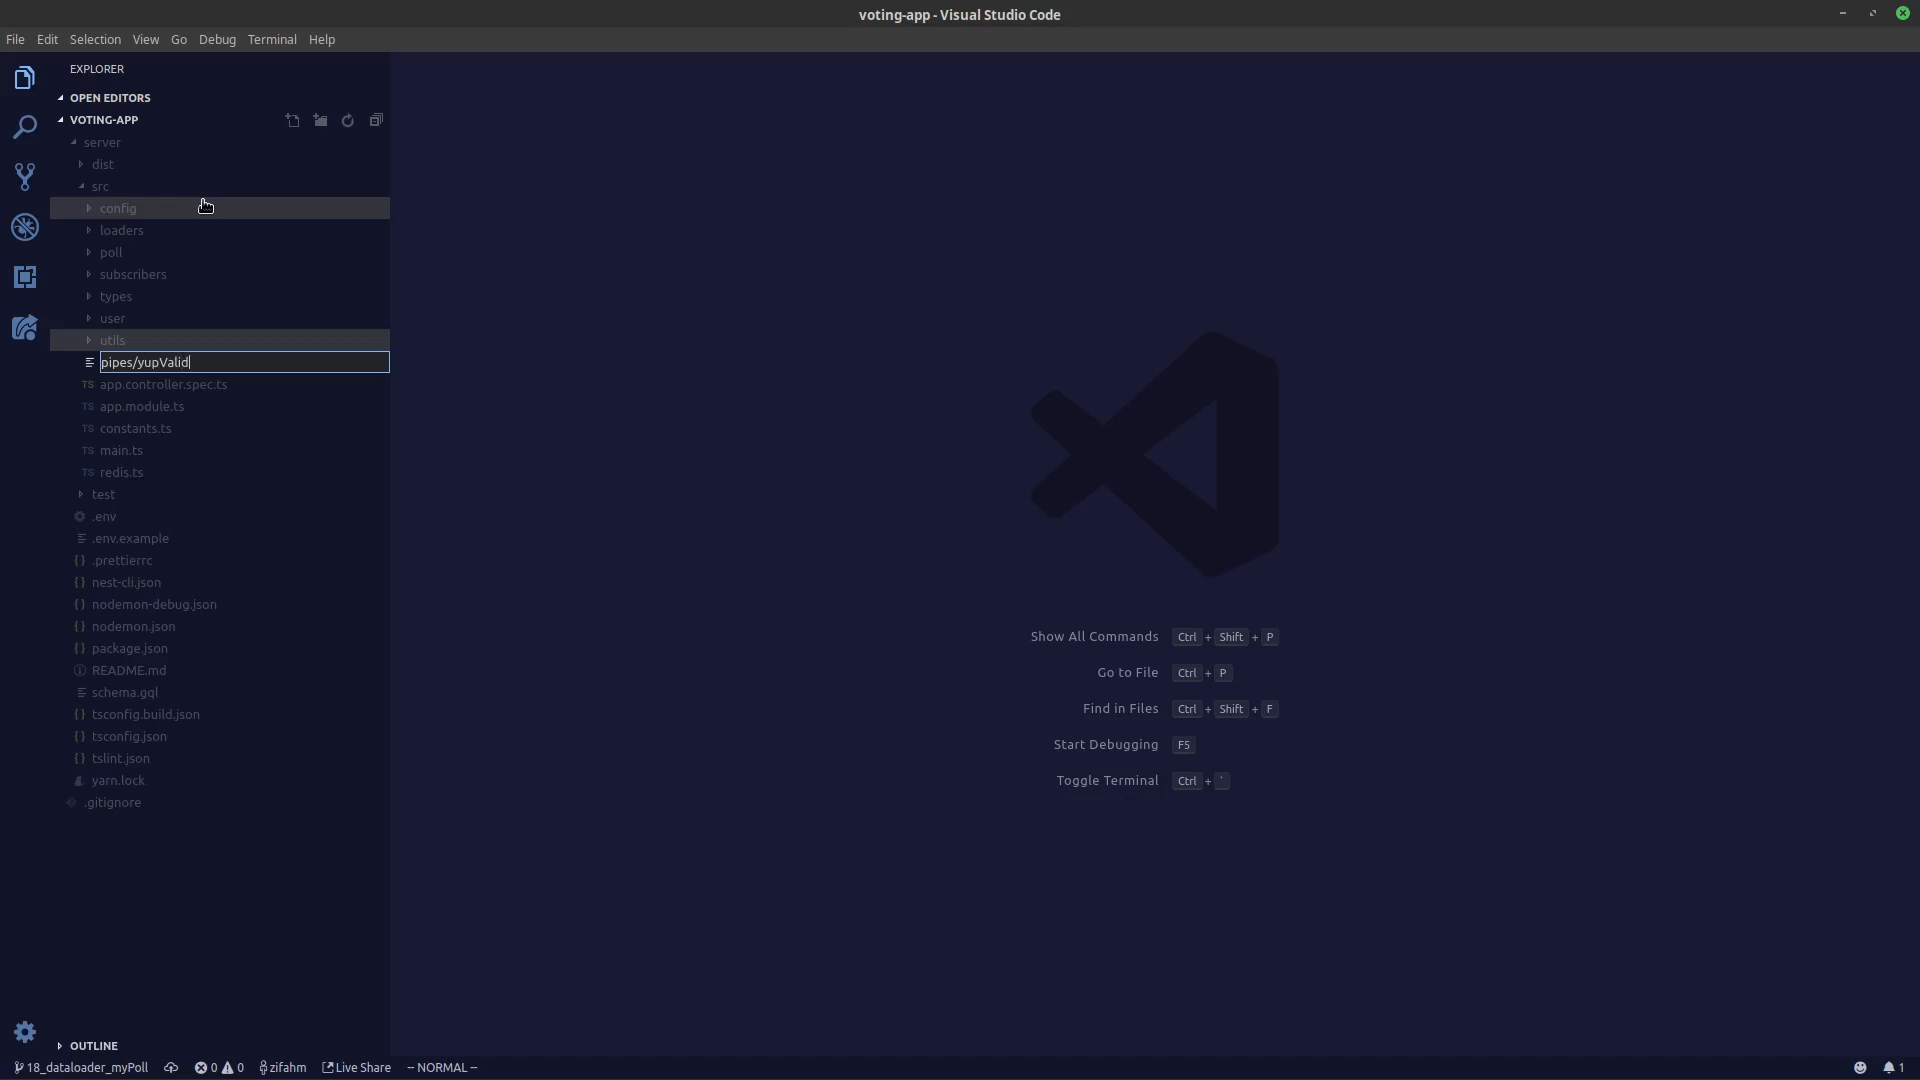 voting-app - Visual Studio Code
File Edit Selection View Go Debug Terminal Help
EXPLORER
OPEN EDITORS
VOTING-APP
server
dist
src
config
loaders
poll
subscribers
types
user
utils
pipes/yupValid
TS app.controller.spec.ts
TS app.module.ts
TS constants.ts
TS main.ts
TS redis.ts
test
.env
.env.example
{} .prettierrc
{} nest-cli.json
{} nodemon-debug.json
{} nodemon.json
{} package.json
README.md
schema.gql
{} tsconfig.build.json
{} tsconfig.json
{} tslint.json
yarn.lock
.gitignore
Show All Commands Ctrl + Shift + P
Go to File Ctrl + P
Find in Files Ctrl + Shift + F
Start Debugging F5
Toggle Terminal Ctrl + `
OUTLINE
18_dataloader_myPoll 0 0 zifahm Live Share -- NORMAL -- 1